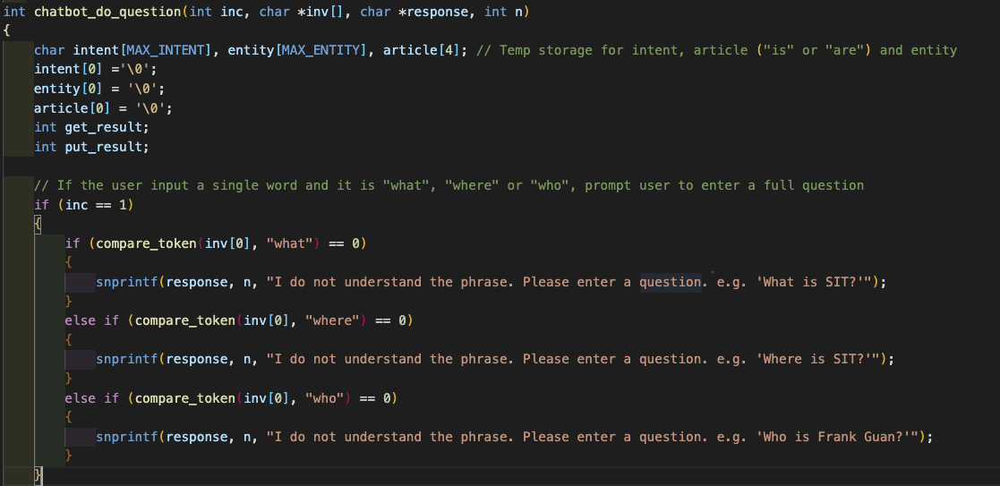 int chatbot_do_question(int inc, char *inv[], char *response, int n)
{
    char intent[MAX_INTENT], entity[MAX_ENTITY], article[4]; // Temp storage for intent, article ("is" or "are") and entity
    intent[0] ='\0';
    entity[0] = '\0';
    article[0] = '\0';
    int get_result;
    int put_result;

    // If the user input a single word and it is "what", "where" or "who", prompt user to enter a full question
    if (inc == 1)
    {
        if (compare_token(inv[0], "what") == 0)
        {
            snprintf(response, n, "I do not understand the phrase. Please enter a question. e.g. 'What is SIT?'");
        }
        else if (compare_token(inv[0], "where") == 0)
        {
            snprintf(response, n, "I do not understand the phrase. Please enter a question. e.g. 'Where is SIT?'");
        }
        else if (compare_token(inv[0], "who") == 0)
        {
            snprintf(response, n, "I do not understand the phrase. Please enter a question. e.g. 'Who is Frank Guan?'");
        }
    }